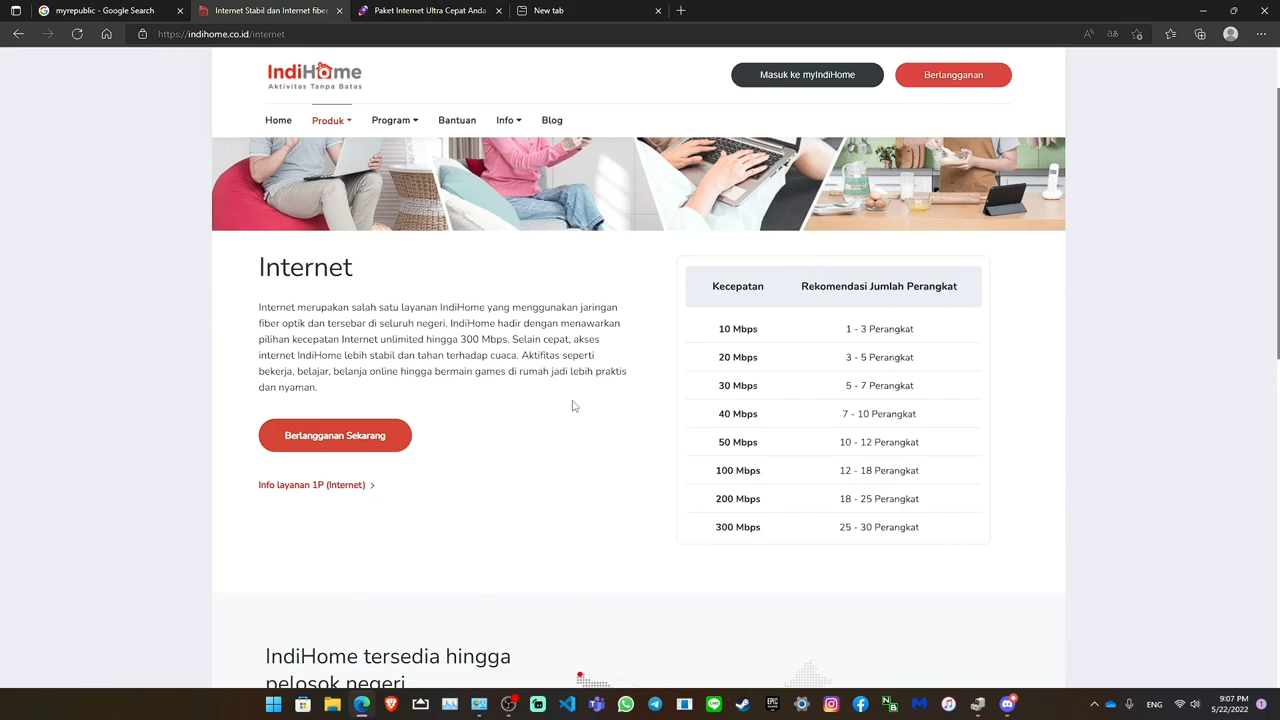 myrepublic - Google Search
Internet Stabil dan Internet Fiber
Paket Internet Ultra Cepat Anda
New tab
https://indihome.co.id/internet
IndiHome
Aktivitas Tanpa Batas
Masuk ke myIndiHome
Berlangganan
Home
Produk
Program
Bantuan
Info
Blog
Internet
Internet merupakan salah satu layanan IndiHome yang menggunakan jaringan
fiber optik dan tersebar di seluruh negeri. IndiHome hadir dengan menawarkan
pilihan kecepatan Internet unlimited hingga 300 Mbps. Selain cepat, akses
internet IndiHome lebih stabil dan tahan terhadap cuaca. Aktifitas seperti
bekerja, belajar, belanja online hingga bermain games di rumah jadi lebih praktis
dan nyaman.
Berlangganan Sekarang
Info layanan 1P (Internet)
Kecepatan Rekomendasi Jumlah Perangkat
10 Mbps 1 - 3 Perangkat
20 Mbps 3 - 5 Perangkat
30 Mbps 5 - 7 Perangkat
40 Mbps 7 - 10 Perangkat
50 Mbps 10 - 12 Perangkat
100 Mbps 12 - 18 Perangkat
200 Mbps 18 - 25 Perangkat
300 Mbps 25 - 30 Perangkat
IndiHome tersedia hingga
pelosok negeri
ENG
9:07 PM
5/22/2022